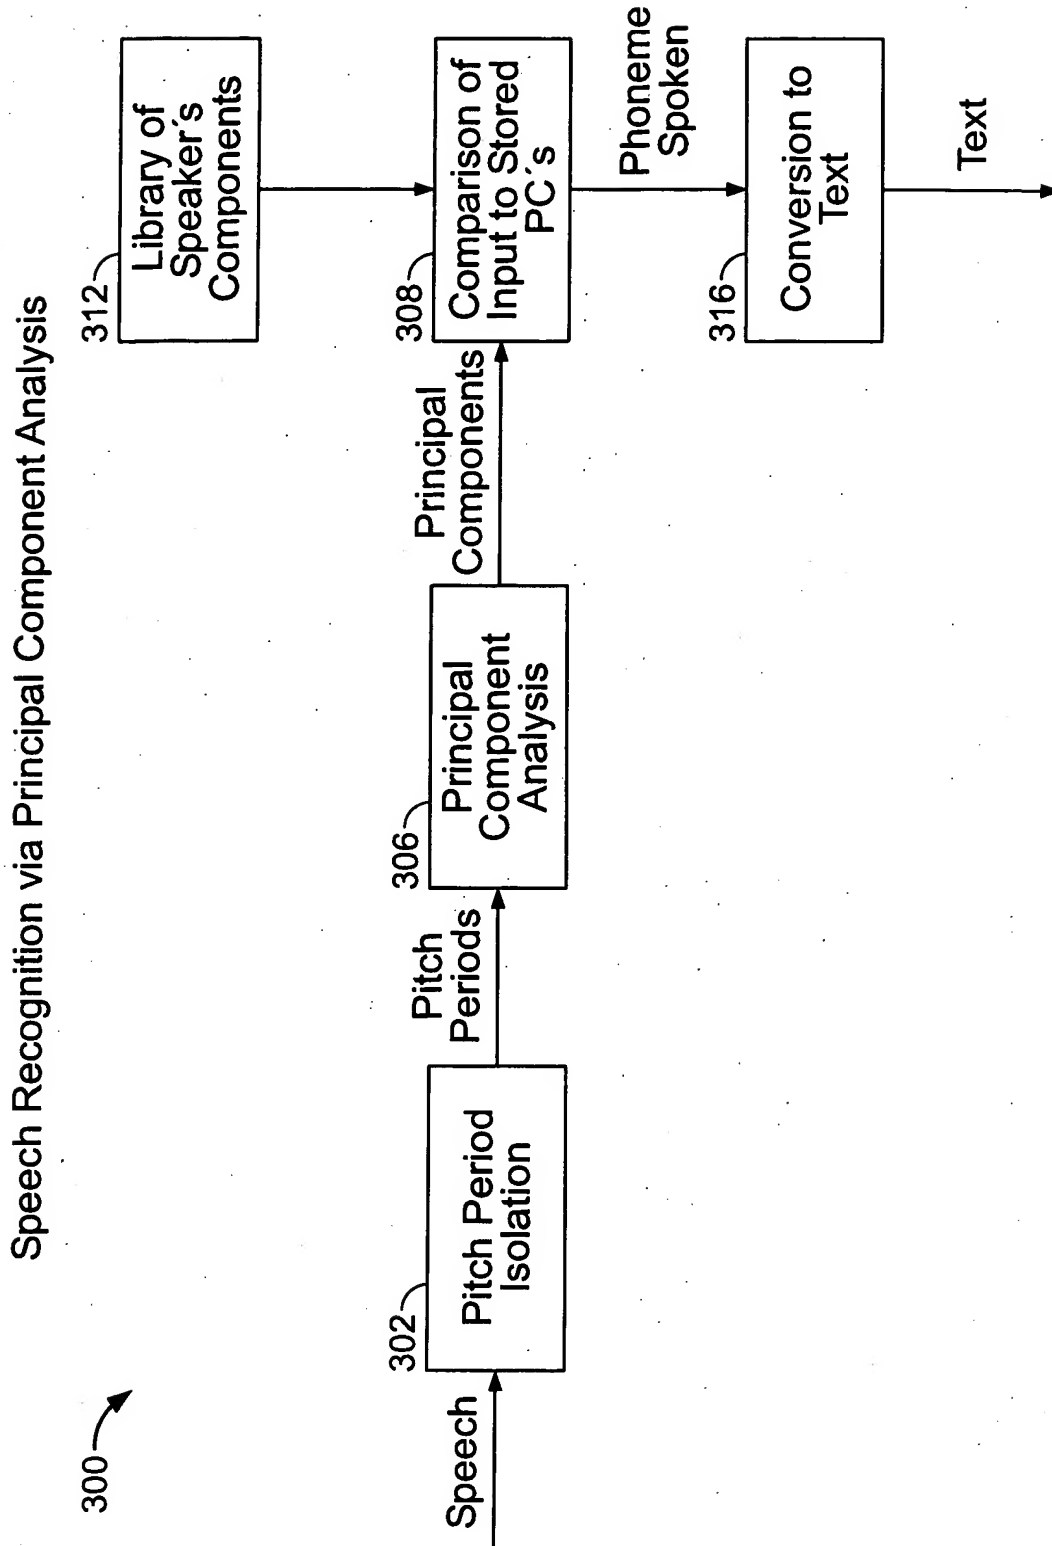 Speech Recognition via Principal Component Analysis
300
Speech
302
Pitch Period
Isolation
Pitch
Periods
306
Principal
Component
Analysis
Principal
Components
312
Library of
Speaker´s
Components
308
Comparison of
Input to Stored
PC´s
Phoneme
Spoken
316
Conversion to
Text
Text